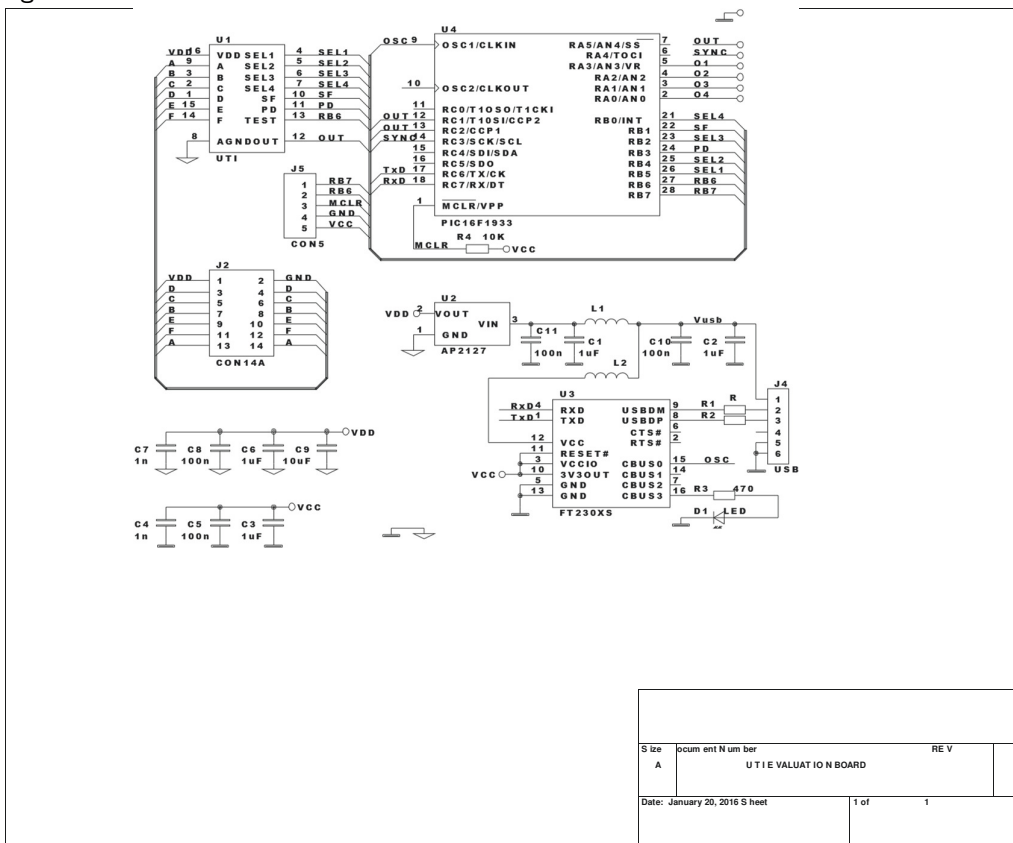 U1
VDD 16 VDD SEL1 4 SEL1
A 9 A SEL2 5 SEL2
B 3 B SEL3 6 SEL3
C 2 C SEL4 7 SEL4
D 1 D SF 10 SF
E 15 E PD 11 PD
F 14 F TEST 13 RB6
8 AGND OUT 12 OUT
UTI
U4
OSC 9 OSC1/CLKIN RA5/AN4/SS 7 OUT
RA4/TOCI 6 SYNC
RA3/AN3/VR 5 O1
RA2/AN2 4 O2
10 OSC2/CLKOUT RA1/AN1 3 O3
RA0/AN0 2 O4
11 RC0/T1OSO/T1CKI
OUT 12 RC1/T1OSI/CCP2 RB0/INT 21 SEL4
OUT 13 RC2/CCP1 RB1 22 SF
SYNC 14 RC3/SCK/SCL RB2 23 SEL3
15 RC4/SDI/SDA RB3 24 PD
16 RC5/SDO RB4 25 SEL2
TxD 17 RC6/TX/CK RB5 26 SEL1
RxD 18 RC7/RX/DT RB6 27 RB6
RB7 28 RB7
1 MCLR/VPP
PIC16F1933
R4 10K
MCLR VCC
J5
1 RB7
2 RB6
3 MCLR
4 GND
5 VCC
CON5
J2
VDD 1 2 GND
D 3 4 D
C 5 6 C
B 7 8 B
E 9 10 E
F 11 12 F
A 13 14 A
CON14A
U2
VDD 2 VOUT
VIN 3
1 GND
AP2127
L1
Vusb
C11 100n
C1 1uF
C10 100n
C2 1uF
L2
U3
RxD 4 RXD USBDM 9 R1 R
TxD 1 TXD USBDP 8 R2
CTS# 6
12 VCC RTS# 2
11 RESET#
3 VCCIO CBUS0 15 OSC
VCC 10 3V3OUT CBUS1 14
5 GND CBUS2 7
13 GND CBUS3 16 R3 470
FT230XS
D1 LED
J4
1
2
3
4
5
6
USB
VDD
C7 1n
C8 100n
C6 1uF
C9 10uF
VCC
C4 1n
C5 100n
C3 1uF
S ize ocum ent N um ber RE V
A U T I E VALUAT IO N BOARD
Date: January 20, 2016 S heet 1 of 1